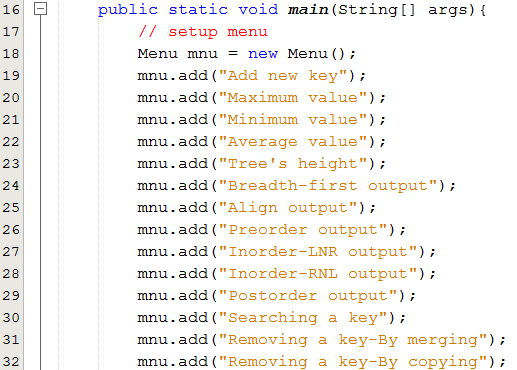 16 public static void main(String[] args){
17 // setup menu
18 Menu mnu = new Menu();
19 mnu.add("Add new key");
20 mnu.add("Maximum value");
21 mnu.add("Minimum value");
22 mnu.add("Average value");
23 mnu.add("Tree's height");
24 mnu.add("Breadth-first output");
25 mnu.add("Align output");
26 mnu.add("Preorder output");
27 mnu.add("Inorder-LNR output");
28 mnu.add("Inorder-RNL output");
29 mnu.add("Postorder output");
30 mnu.add("Searching a key");
31 mnu.add("Removing a key-By merging");
32 mnu.add("Removing a key-By copying");